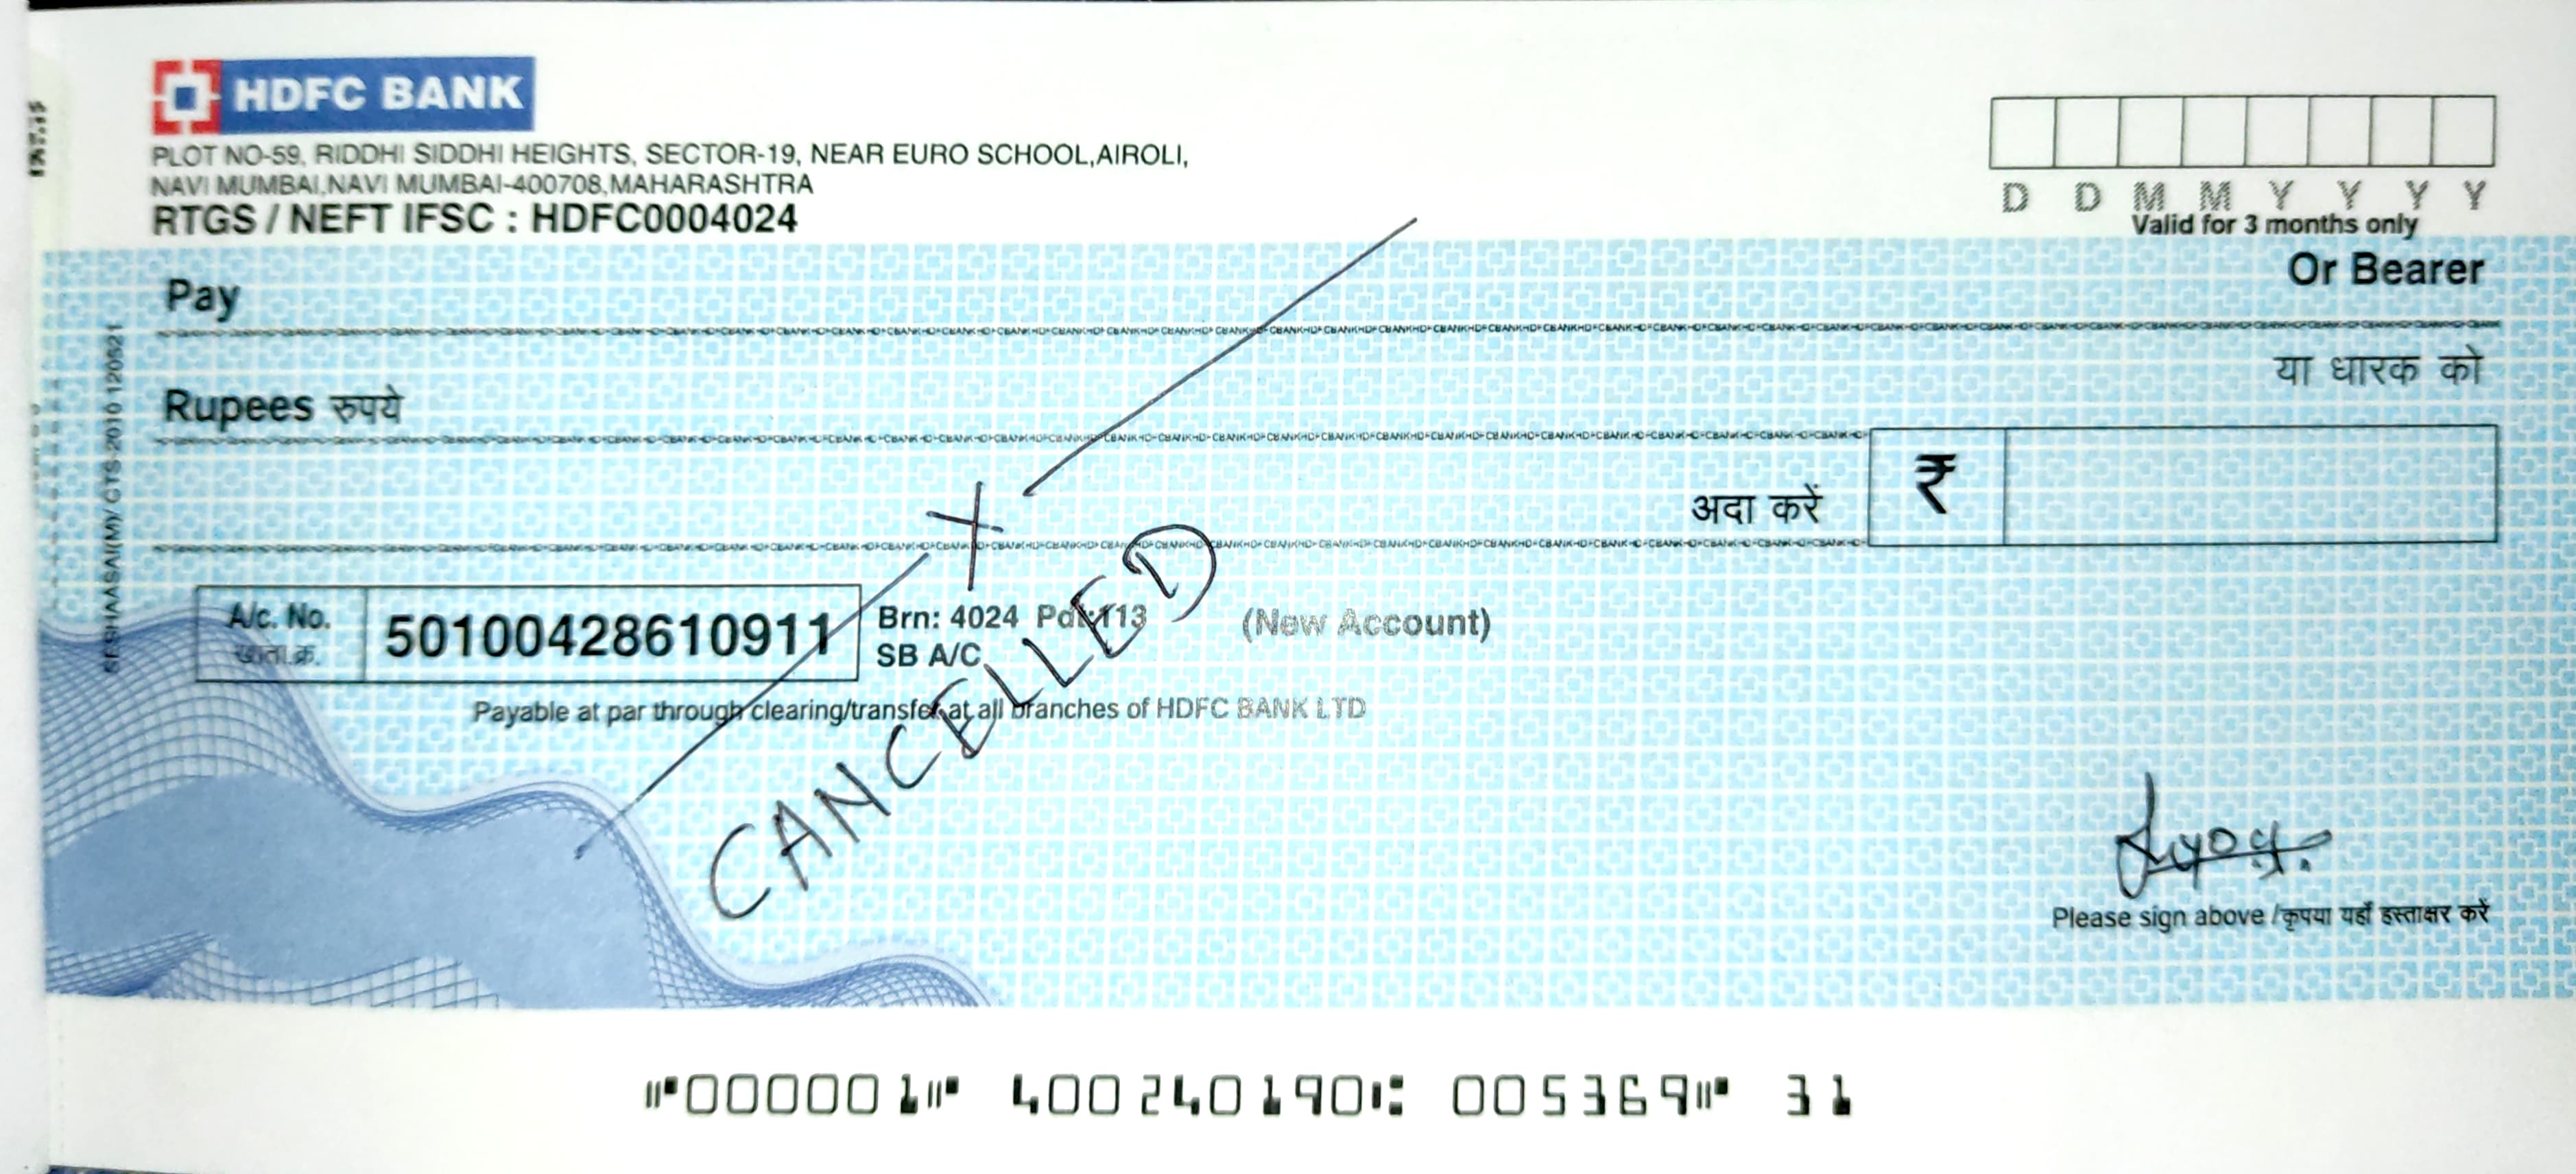 HDFC BANK
PLOT NO-59, RIDDHI SIDDHI HEIGHTS, SECTOR-19, NEAR EURO SCHOOL,AIROLI,
NAVI MUMBAI,NAVI MUMBAI-400708,MAHARASHTRA
RTGS / NEFT IFSC : HDFC0004024
D D M M Y Y Y Y
Valid for 3 months only
Pay
Or Bearer
या धारक को
Rupees रुपये
अदा करें
₹
A/c. No.
खाता क्र.
50100428610911
Brn: 4024 Pdt:113
SB A/C
(New Account)
CANCELLED
Payable at par through clearing/transfer at all branches of HDFC BANK LTD
Please sign above /कृपया यहाँ हस्ताक्षर करें
SESHAASAI(M)/ CTS-2010 120521
000001 400240190 005369 31